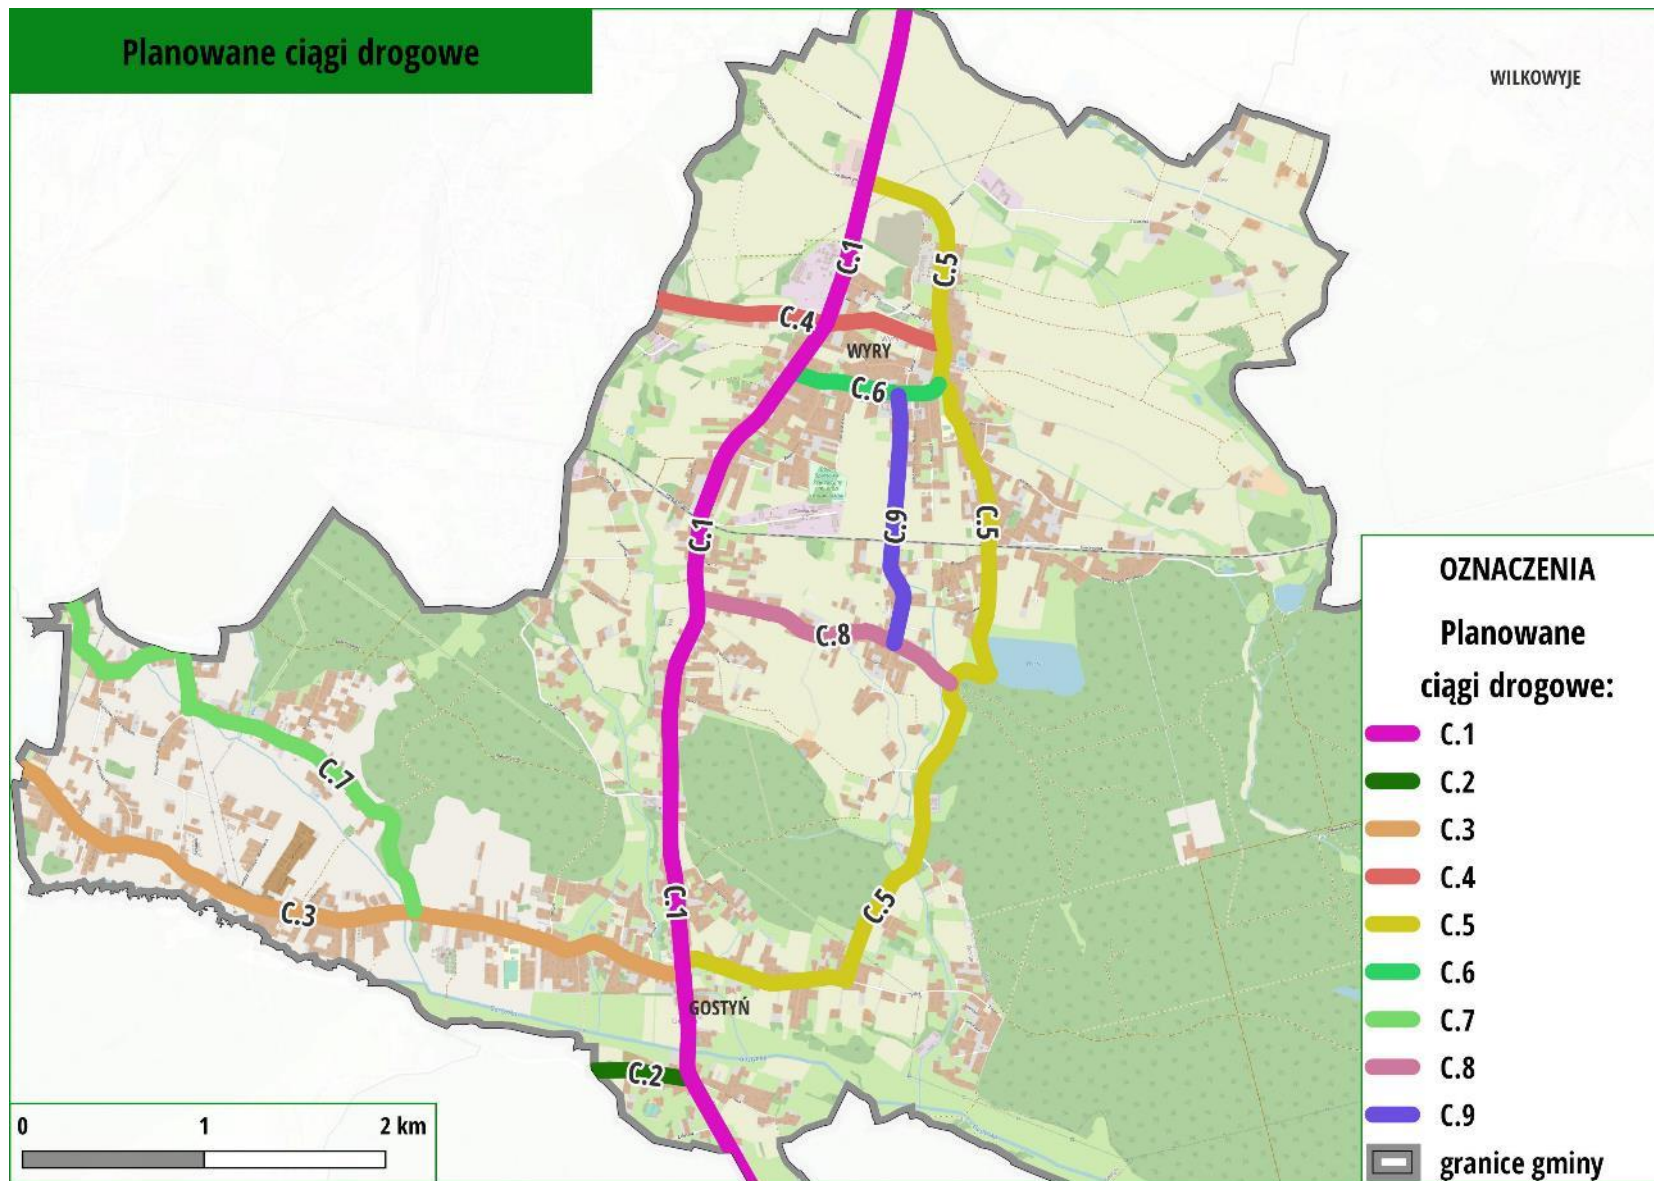 Planowane ciągi drogowe
WILKOWYJE
C.1
C.5
C.4
WYRY
C.6
C.1
C.9
C.5
C.8
C.7
C.1
C.5
C.3
GOSTYŃ
C.2
0 1 2 km
OZNACZENIA
Planowane
ciągi drogowe:
C.1
C.2
C.3
C.4
C.5
C.6
C.7
C.8
C.9
granice gminy